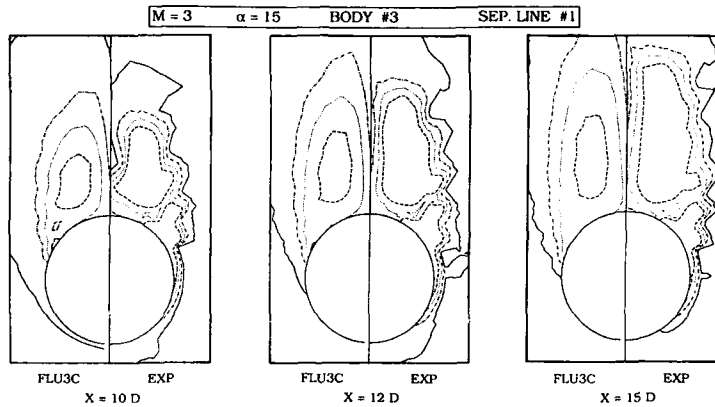 M = 3 α = 15 BODY #3 SEP. LINE #1
FLU3C EXP FLU3C EXP FLU3C EXP
X = 10 D X = 12 D X = 15 D